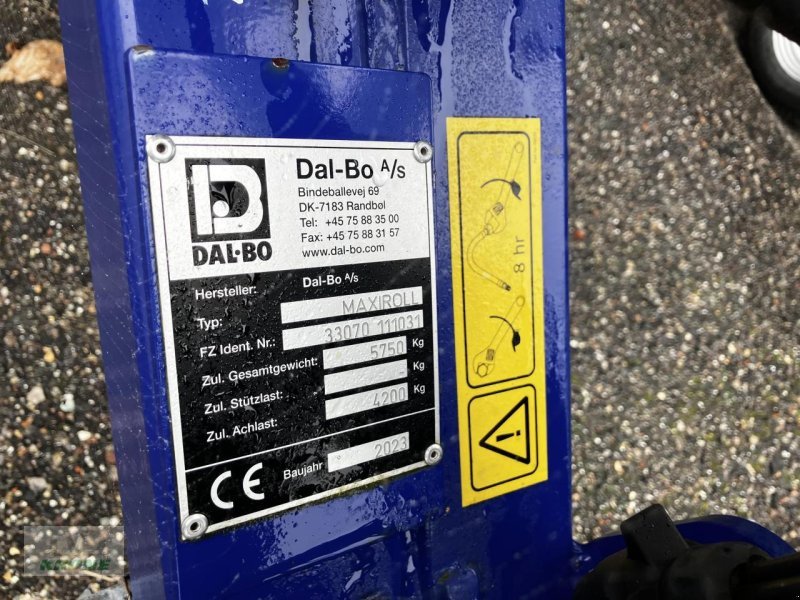 Dal-Bo A/s
Bindeballevej 69
DK-7183 Randbøl
Tel: +45 75 88 35 00
Fax: +45 75 88 31 57
www.dal-bo.com
DAL-BO
Hersteller: Dal-Bo A/s
Typ: MAXIROLL
FZ Ident. Nr.: 33070 111031
Zul. Gesamtgewicht: 5750 Kg
Zul. Stützlast: - Kg
Zul. Achlast: 4200 Kg
CE Baujahr 2023
8 hr